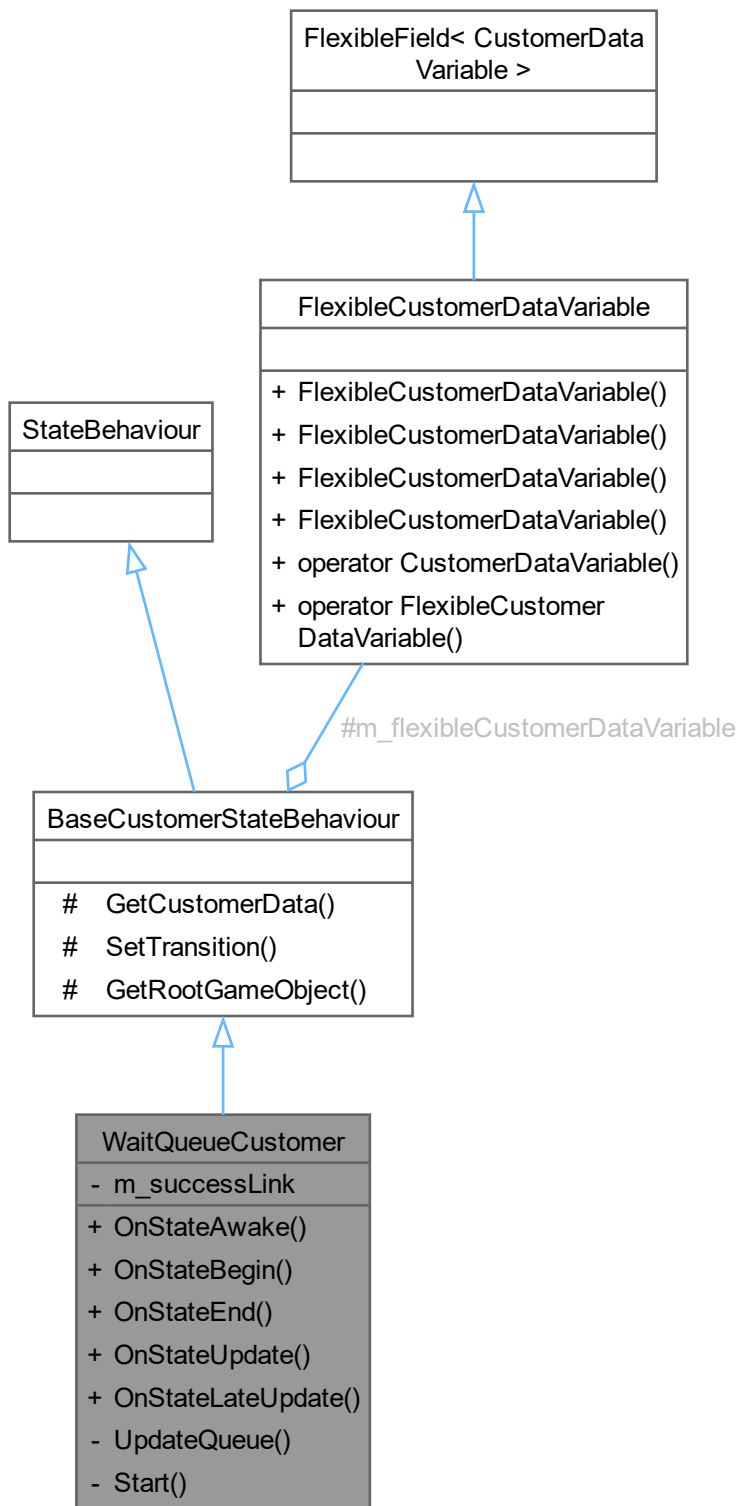 FlexibleField< CustomerData
Variable >
FlexibleCustomerDataVariable
+ FlexibleCustomerDataVariable()
+ FlexibleCustomerDataVariable()
+ FlexibleCustomerDataVariable()
+ FlexibleCustomerDataVariable()
+ operator CustomerDataVariable()
+ operator FlexibleCustomer
DataVariable()
StateBehaviour
#m_flexibleCustomerDataVariable
BaseCustomerStateBehaviour
# GetCustomerData()
# SetTransition()
# GetRootGameObject()
WaitQueueCustomer
- m_successLink
+ OnStateAwake()
+ OnStateBegin()
+ OnStateEnd()
+ OnStateUpdate()
+ OnStateLateUpdate()
- UpdateQueue()
- Start()